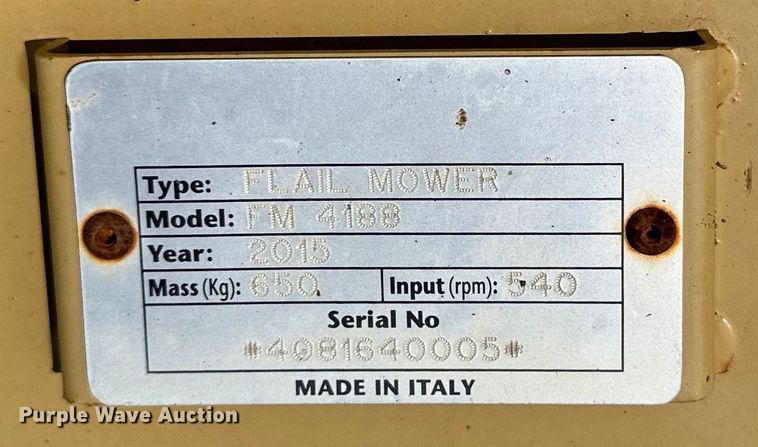 Type: FLAIL MOWER
Model: FM 4188
Year: 2015
Mass (Kg): 650 Input (rpm): 540
Serial No
*4081640005*
MADE IN ITALY
Purple Wave Auction